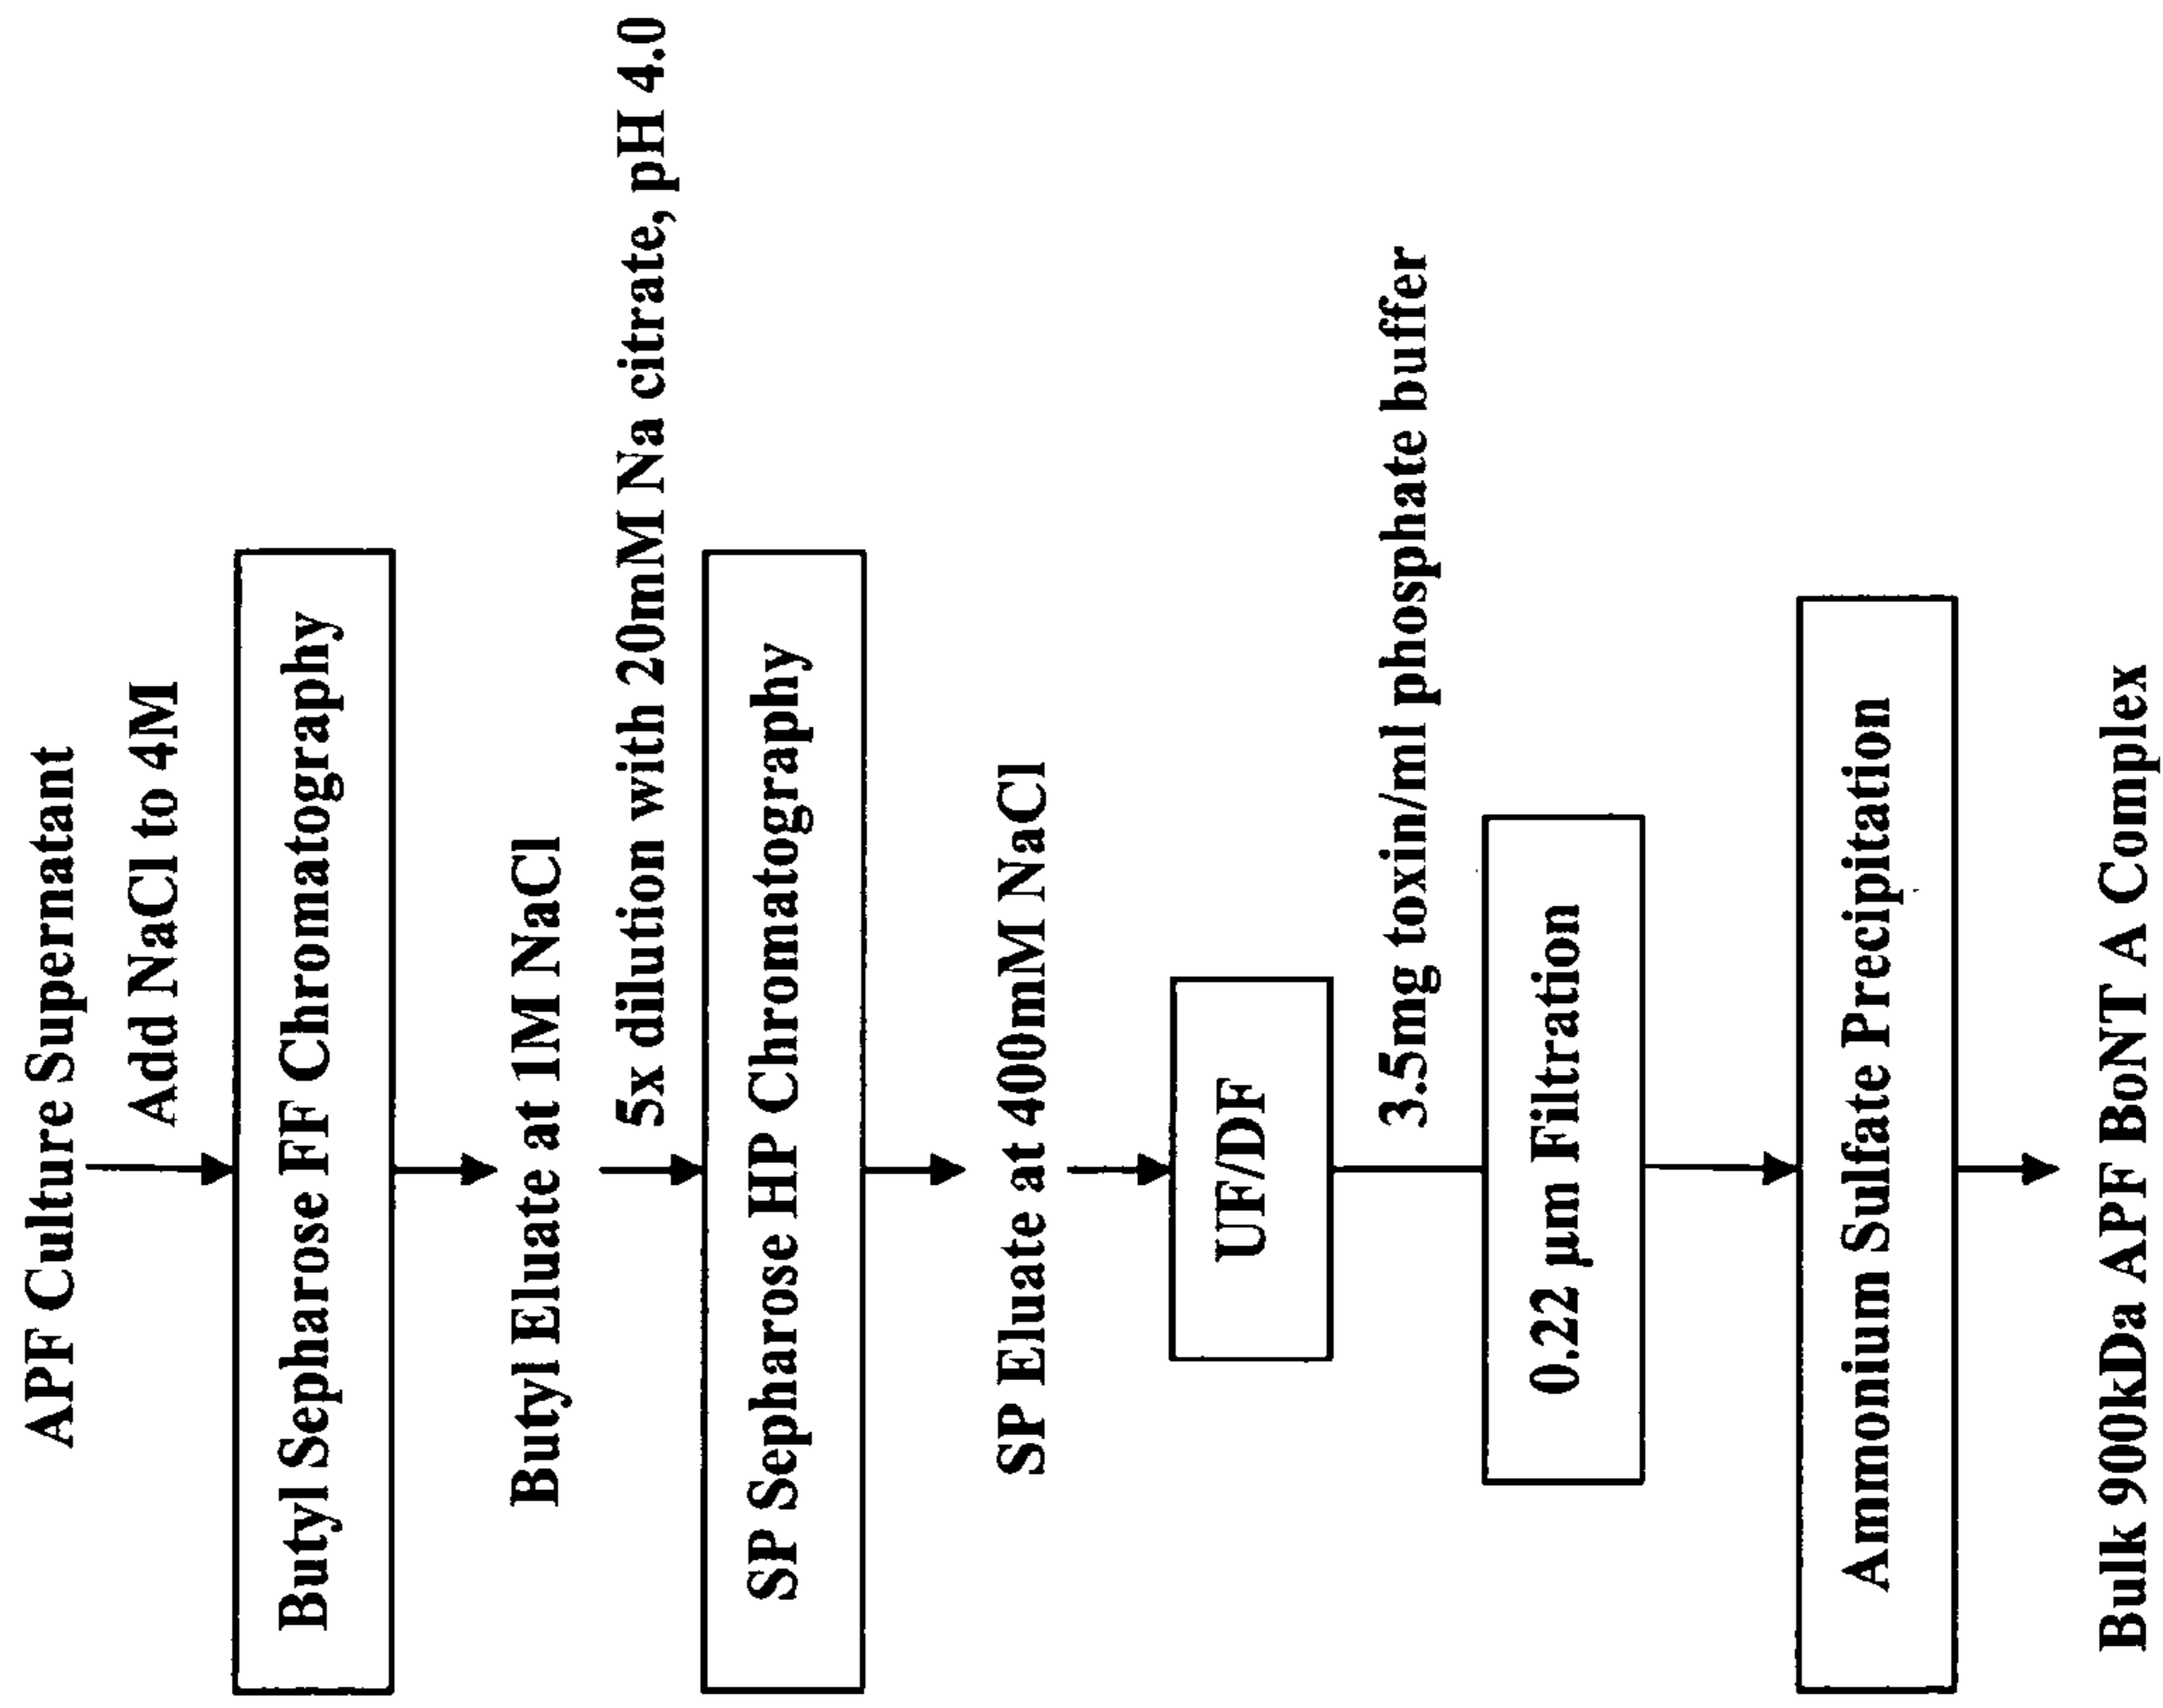 APF Culture Supernatant
Add NaCl to 4M
Butyl Sepharose FF Chromatography
Butyl Eluate at 1M NaCl
5x dilution with 20mM Na citrate, pH 4.0
SP Sepharose HP Chromatography
SP Eluate at 400mM NaCl
UF/DF
3.5mg toxin/ml phosphate buffer
0.22 µm Filtration
Ammonium Sulfate Precipitation
Bulk 900kDa APF BoNT A Complex